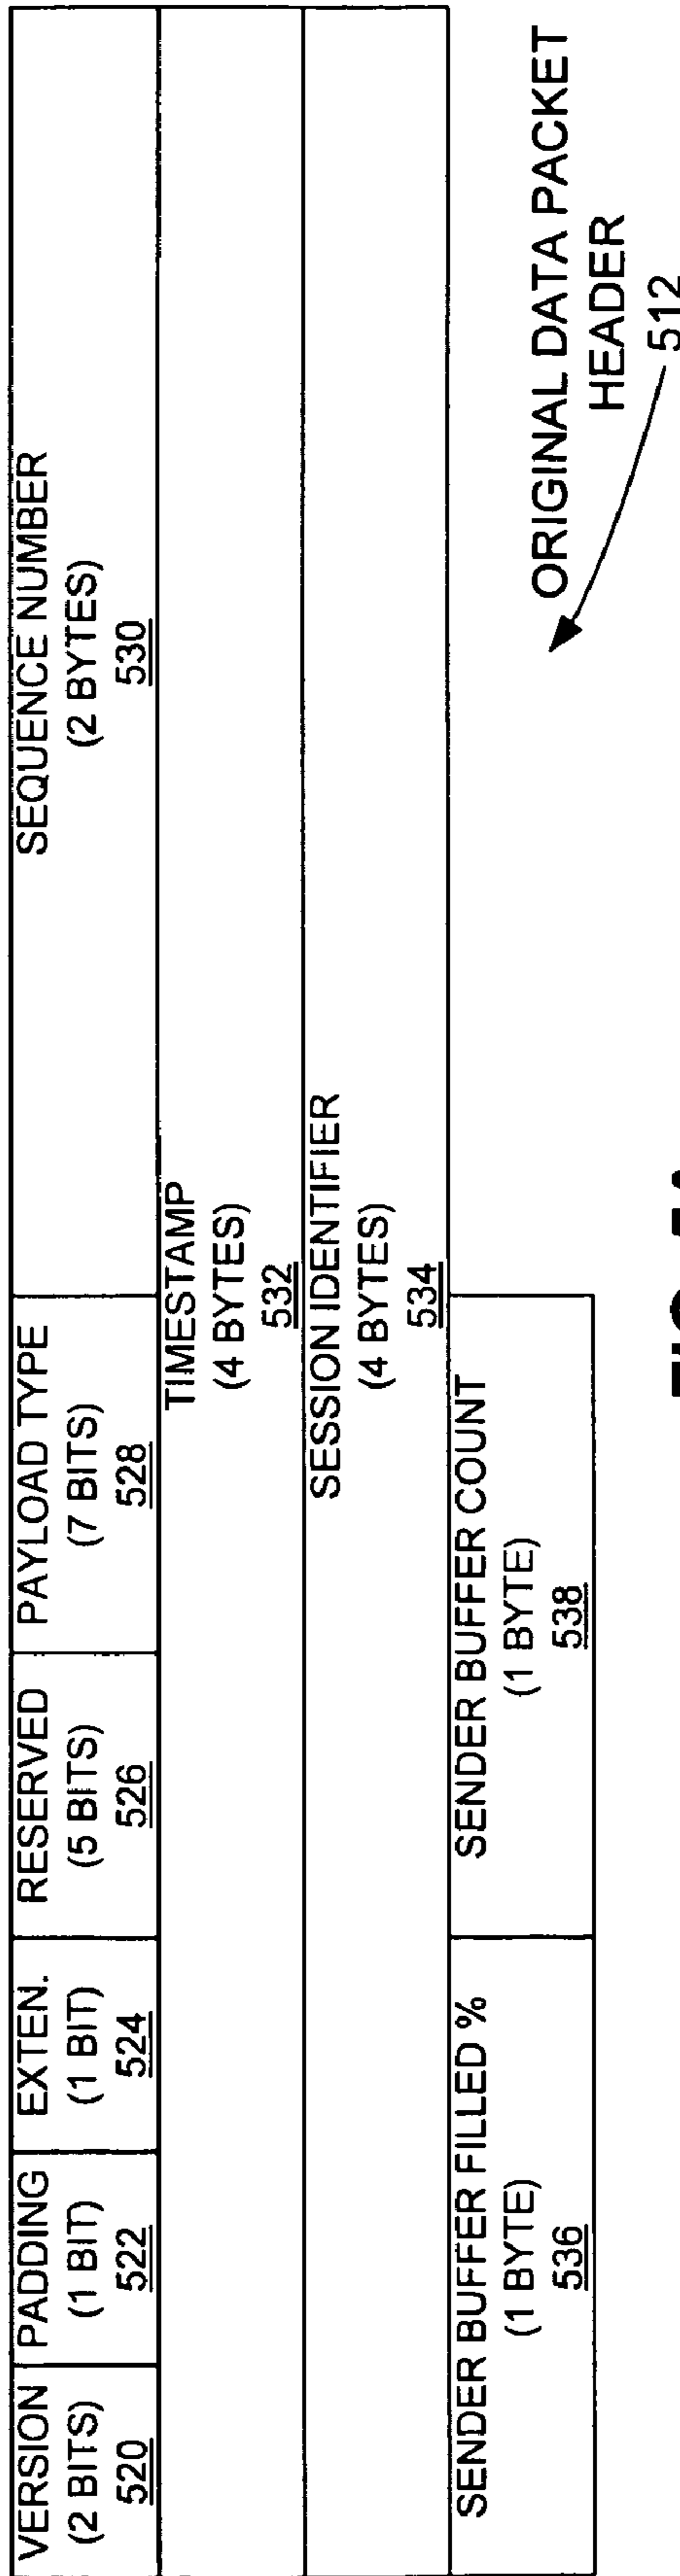 VERSION
(2 BITS)
520
PADDING
(1 BIT)
522
EXTEN.
(1 BIT)
524
RESERVED
(5 BITS)
526
PAYLOAD TYPE
(7 BITS)
528
SEQUENCE NUMBER
(2 BYTES)
530
TIMESTAMP
(4 BYTES)
532
SESSION IDENTIFIER
(4 BYTES)
534
SENDER BUFFER FILLED %
(1 BYTE)
536
SENDER BUFFER COUNT
(1 BYTE)
538
ORIGINAL DATA PACKET
HEADER
512